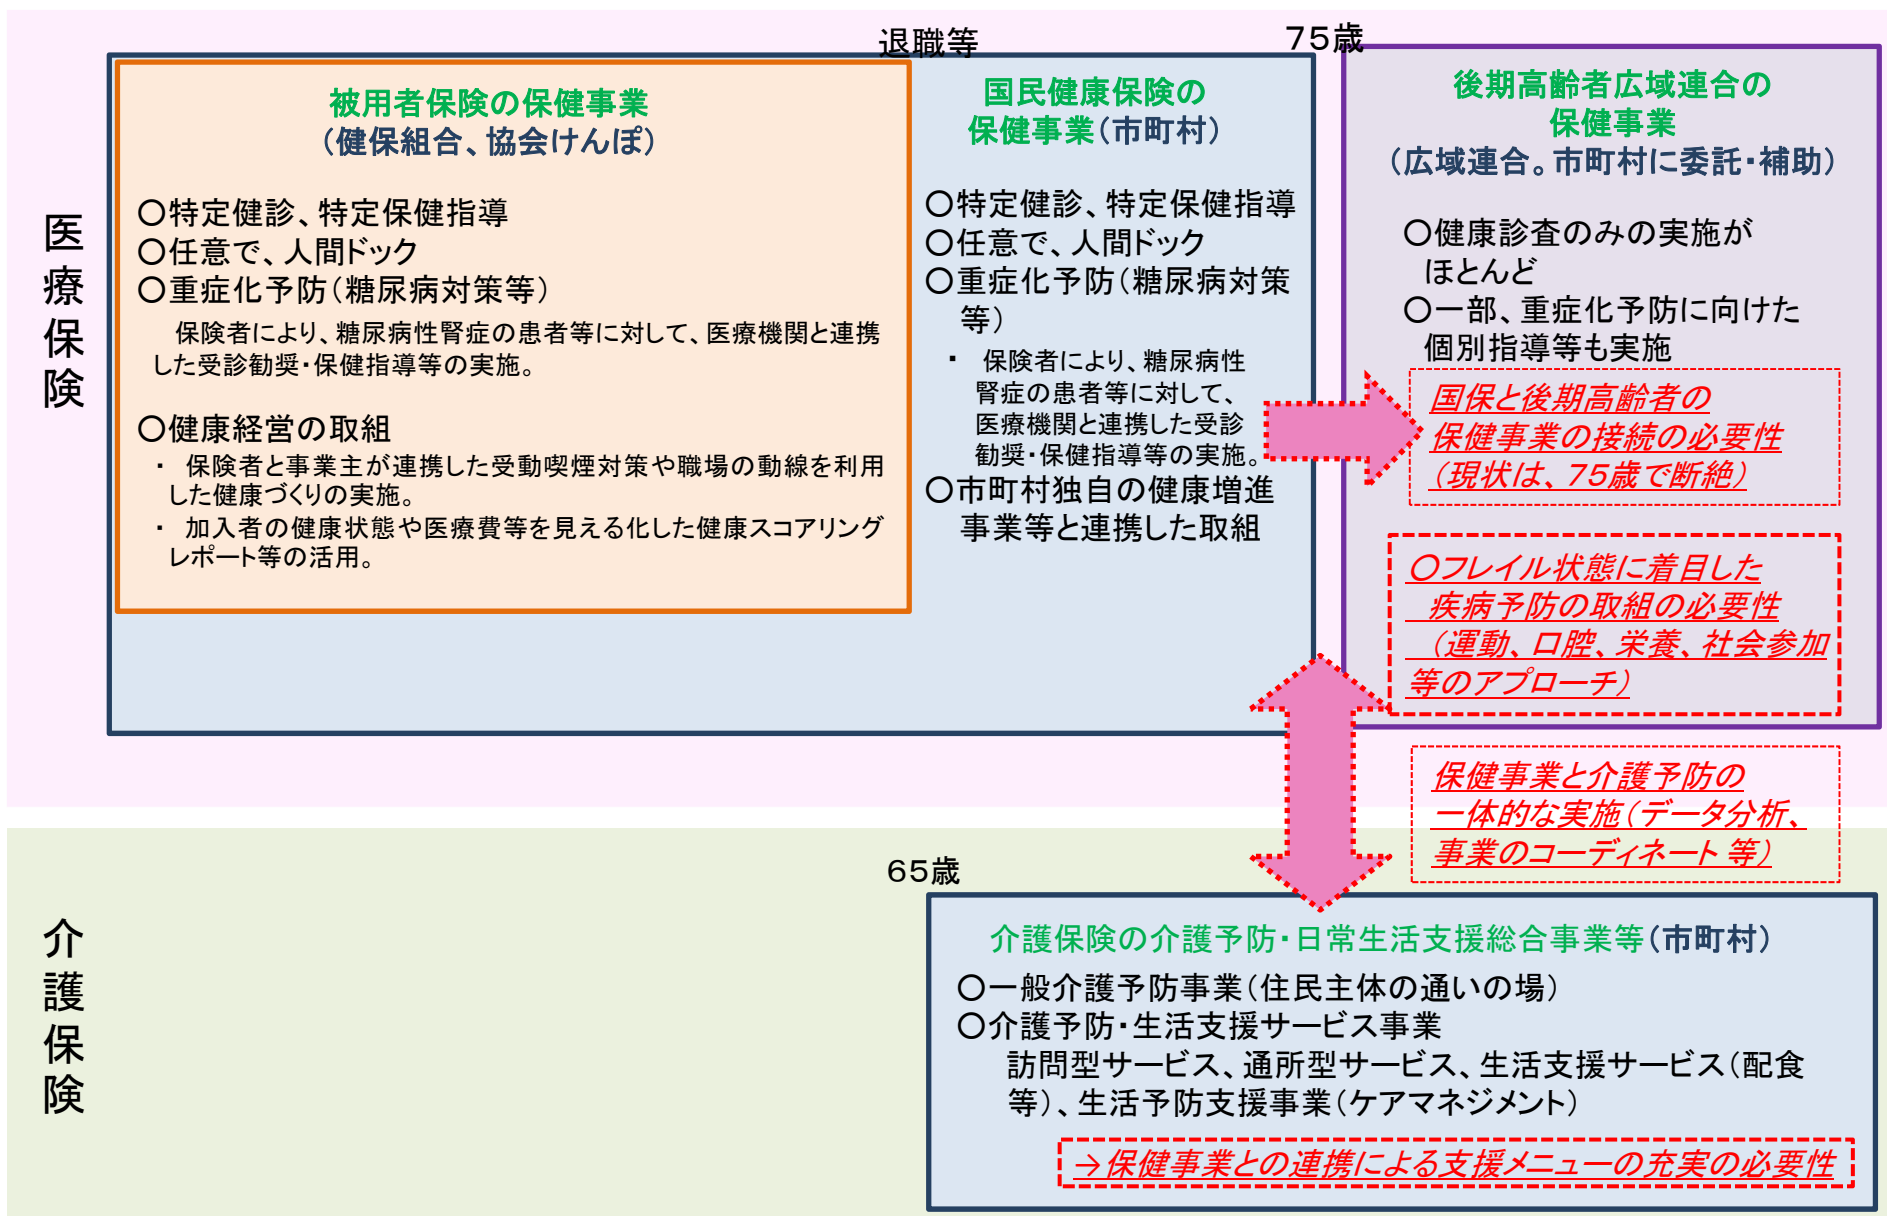 医療保険
退職等
75歳
被用者保険の保健事業
（健保組合、協会けんぽ）
〇特定健診、特定保健指導
〇任意で、人間ドック
〇重症化予防（糖尿病対策等）
保険者により、糖尿病性腎症の患者等に対して、医療機関と連携
した受診勧奨・保健指導等の実施。
〇健康経営の取組
・ 保険者と事業主が連携した受動喫煙対策や職場の動線を利用
した健康づくりの実施。
・ 加入者の健康状態や医療費等を見える化した健康スコアリング
レポート等の活用。
国民健康保険の
保健事業（市町村）
〇特定健診、特定保健指導
〇任意で、人間ドック
〇重症化予防（糖尿病対策
等）
・ 保険者により、糖尿病性
腎症の患者等に対して、
医療機関と連携した受診
勧奨・保健指導等の実施。
〇市町村独自の健康増進
事業等と連携した取組
後期高齢者広域連合の
保健事業
（広域連合。市町村に委託・補助）
〇健康診査のみの実施が
ほとんど
〇一部、重症化予防に向けた
個別指導等も実施
国保と後期高齢者の
保健事業の接続の必要性
（現状は、75歳で断絶）
〇フレイル状態に着目した
疾病予防の取組の必要性
（運動、口腔、栄養、社会参加
等のアプローチ）
保健事業と介護予防の
一体的な実施（データ分析、
事業のコーディネート 等）
介護保険
65歳
介護保険の介護予防・日常生活支援総合事業等（市町村）
〇一般介護予防事業（住民主体の通いの場）
〇介護予防・生活支援サービス事業
訪問型サービス、通所型サービス、生活支援サービス（配食
等）、生活予防支援事業（ケアマネジメント）
→保健事業との連携による支援メニューの充実の必要性